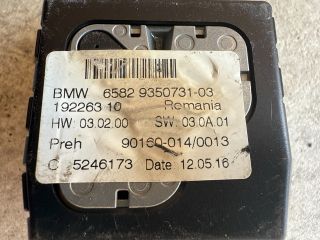 BMW 6582 9350731-03
192263 10 Romania
HW: 03.02.00 SW: 03.0A.01
Preh 90160-014/0013
C 5246173 Date 12.05.16